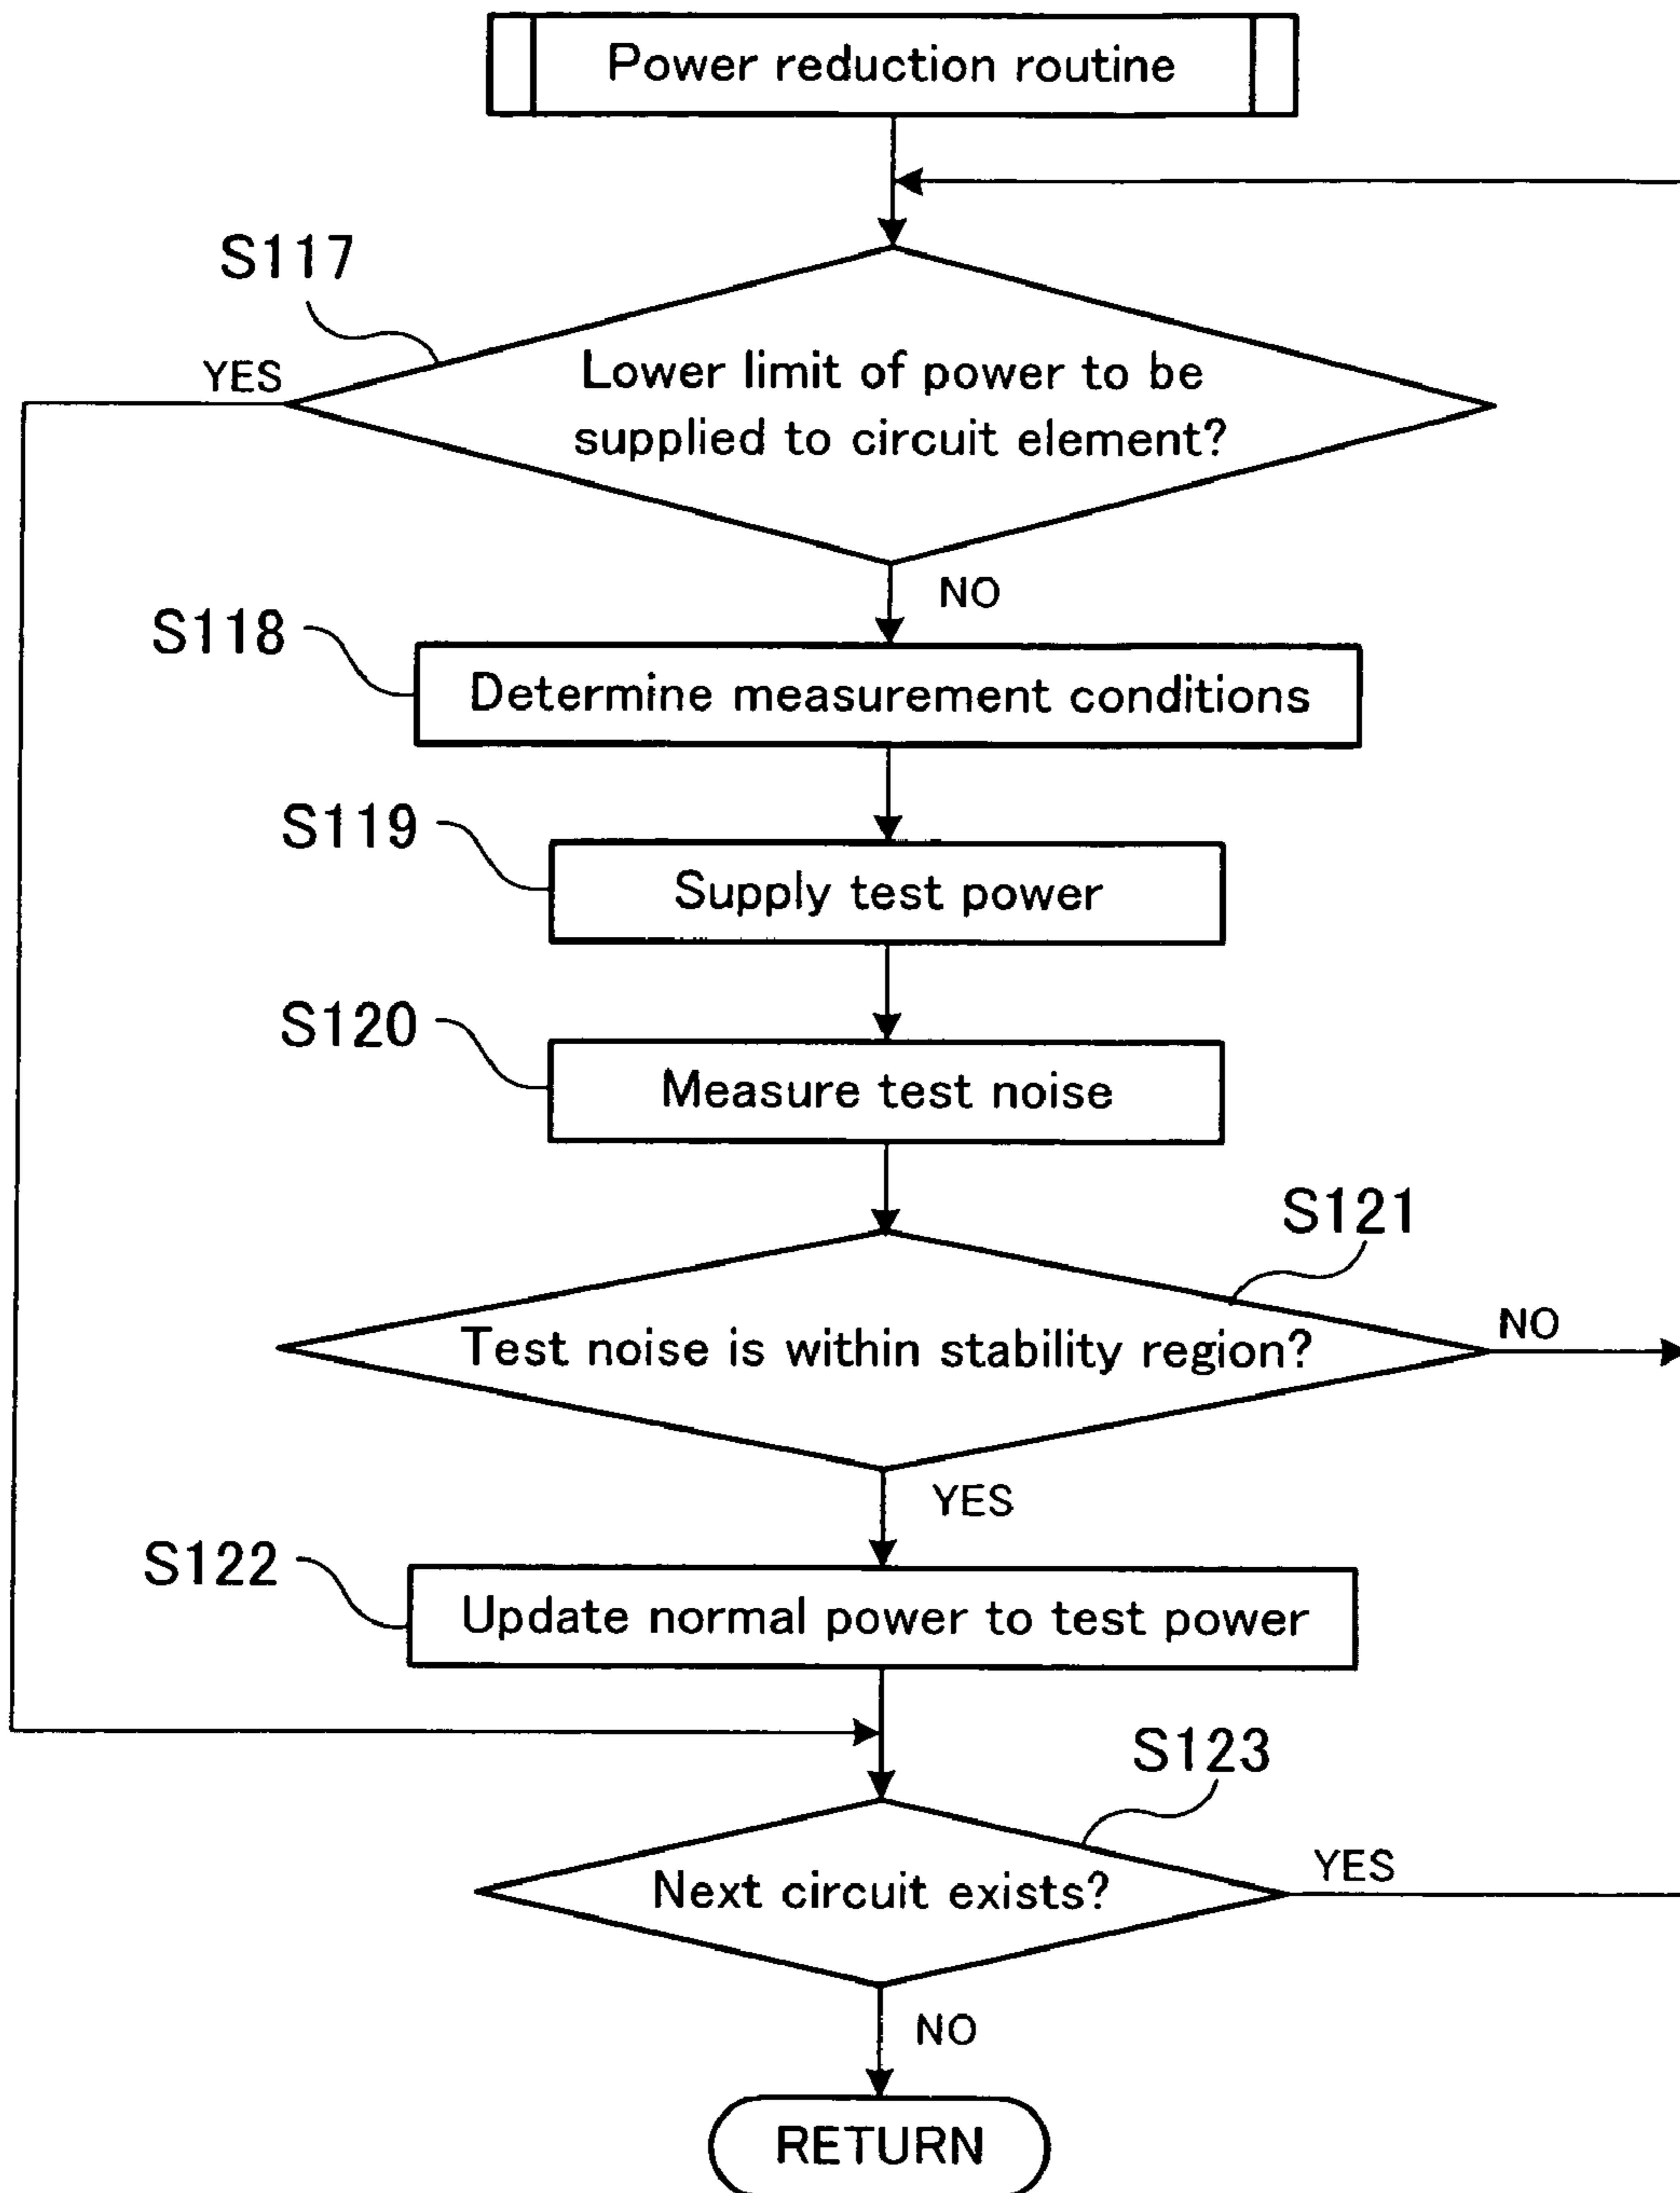 Power reduction routine
S117
YES
Lower limit of power to be
supplied to circuit element?
NO
S118
Determine measurement conditions
S119
Supply test power
S120
Measure test noise
S121
Test noise is within stability region?
NO
YES
S122
Update normal power to test power
S123
Next circuit exists?
YES
NO
RETURN